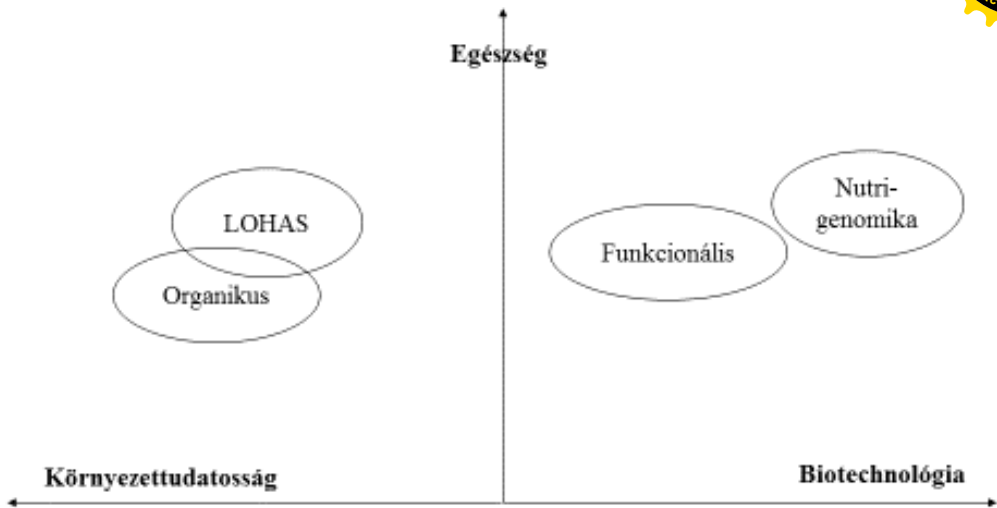 Egészség
Nutri-
genomika
LOHAS
Funkcionális
Organikus
Környezettudatosság
Biotechnológia